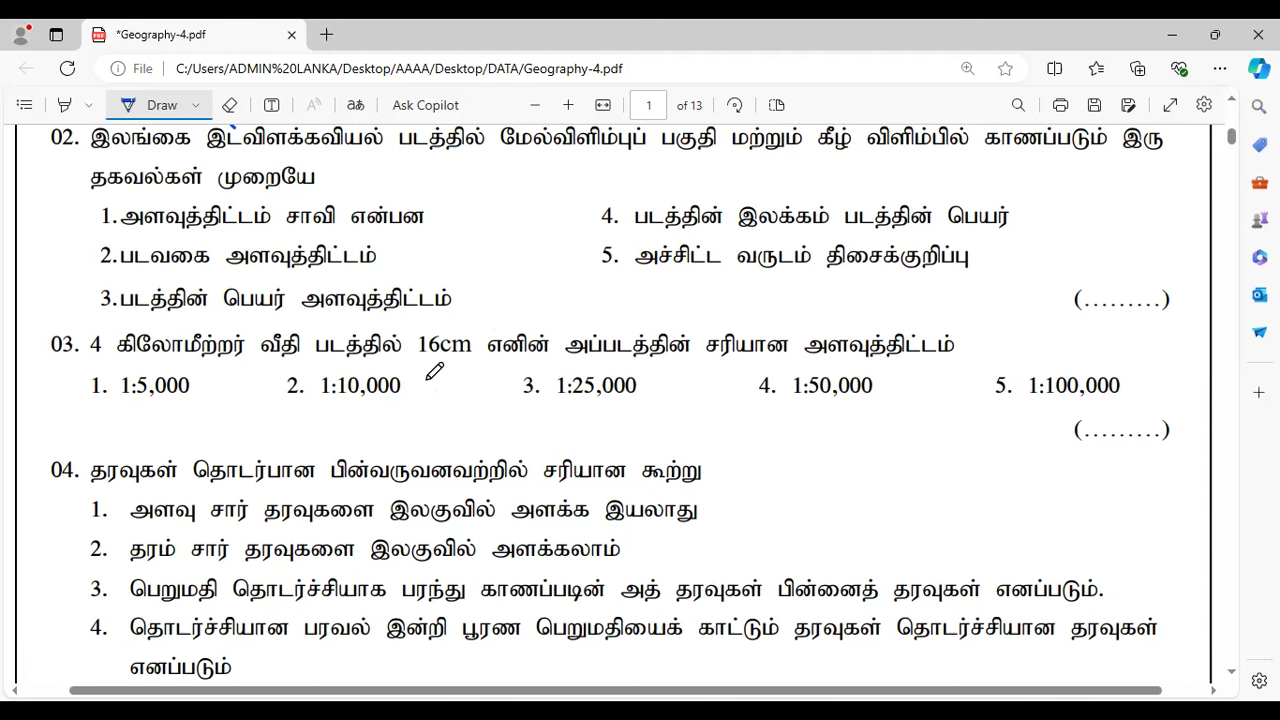 *Geography-4.pdf
File C:/Users/ADMIN%20LANKA/Desktop/AAAA/Desktop/DATA/Geography-4.pdf
Draw aあ Ask Copilot 1 of 13
02. இலங்கை இடவிளக்கவியல் படத்தில் மேல்விளிம்புப் பகுதி மற்றும் கீழ் விளிம்பில் காணப்படும் இரு
தகவல்கள் முறையே
1.அளவுத்திட்டம் சாவி என்பன 4. படத்தின் இலக்கம் படத்தின் பெயர்
2.படவகை அளவுத்திட்டம் 5. அச்சிட்ட வருடம் திசைக்குறிப்பு
3.படத்தின் பெயர் அளவுத்திட்டம் (.........)
03. 4 கிலோமீற்றர் வீதி படத்தில் 16cm எனின் அப்படத்தின் சரியான அளவுத்திட்டம்
1. 1:5,000 2. 1:10,000 3. 1:25,000 4. 1:50,000 5. 1:100,000
(.........)
04. தரவுகள் தொடர்பான பின்வருவனவற்றில் சரியான கூற்று
1. அளவு சார் தரவுகளை இலகுவில் அளக்க இயலாது
2. தரம் சார் தரவுகளை இலகுவில் அளக்கலாம்
3. பெறுமதி தொடர்ச்சியாக பரந்து காணப்படின் அத் தரவுகள் பின்னைத் தரவுகள் எனப்படும்.
4. தொடர்ச்சியான பரவல் இன்றி பூரண பெறுமதியைக் காட்டும் தரவுகள் தொடர்ச்சியான தரவுகள்
எனப்படும்